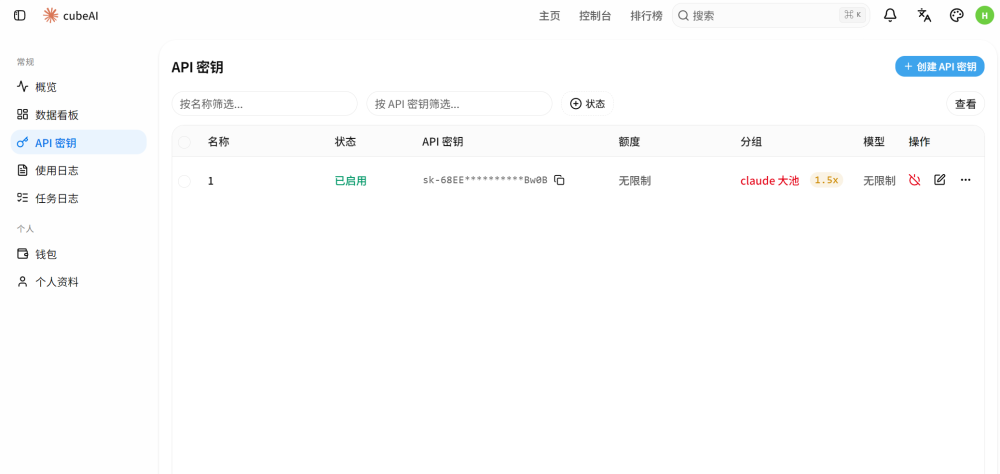 cubeAI
主页 控制台 排行榜 搜索 ⌘ K H
常规
概览
数据看板
API 密钥
使用日志
任务日志
个人
钱包
个人资料
API 密钥
+ 创建 API 密钥
按名称筛选... 按 API 密钥筛选... 状态 查看
名称 状态 API 密钥 额度 分组 模型 操作
1 已启用 sk-68EE**********Bw0B 无限制 claude 大池 1.5x 无限制